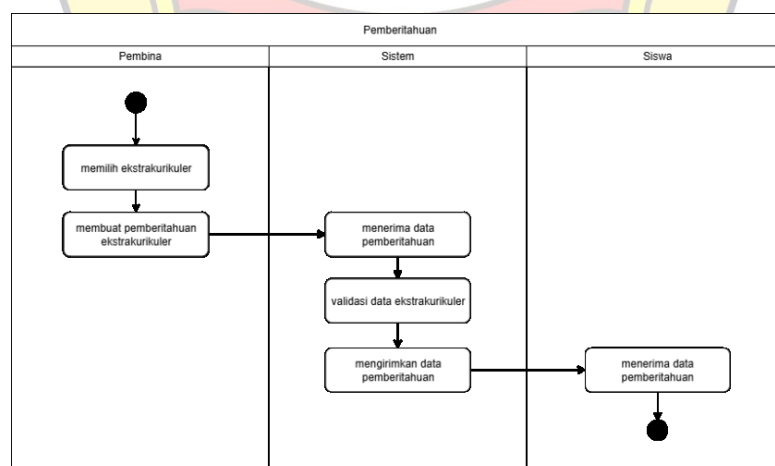 Pemberitahuan
Pembina
Sistem
Siswa
memilih ekstrakurikuler
membuat pemberitahuan
ekstrakurikuler
menerima data
pemberitahuan
validasi data ekstrakurikuler
mengirimkan data
pemberitahuan
menerima data
pemberitahuan